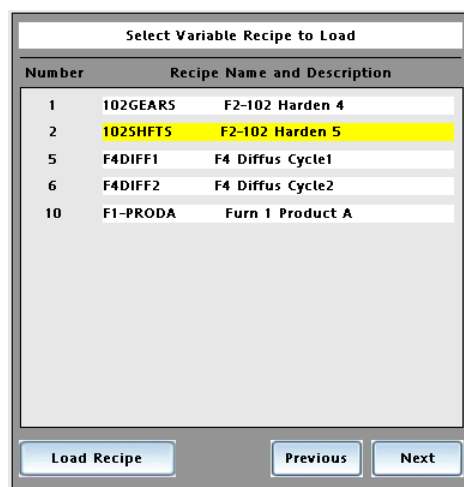 Select Variable Recipe to Load
Number Recipe Name and Description
1 102GEARS F2-102 Harden 4
2 102SHFTS F2-102 Harden 5
5 F4DIFF1 F4 Diffus Cycle1
6 F4DIFF2 F4 Diffus Cycle2
10 F1-PRODA Furn 1 Product A
Load Recipe Previous Next